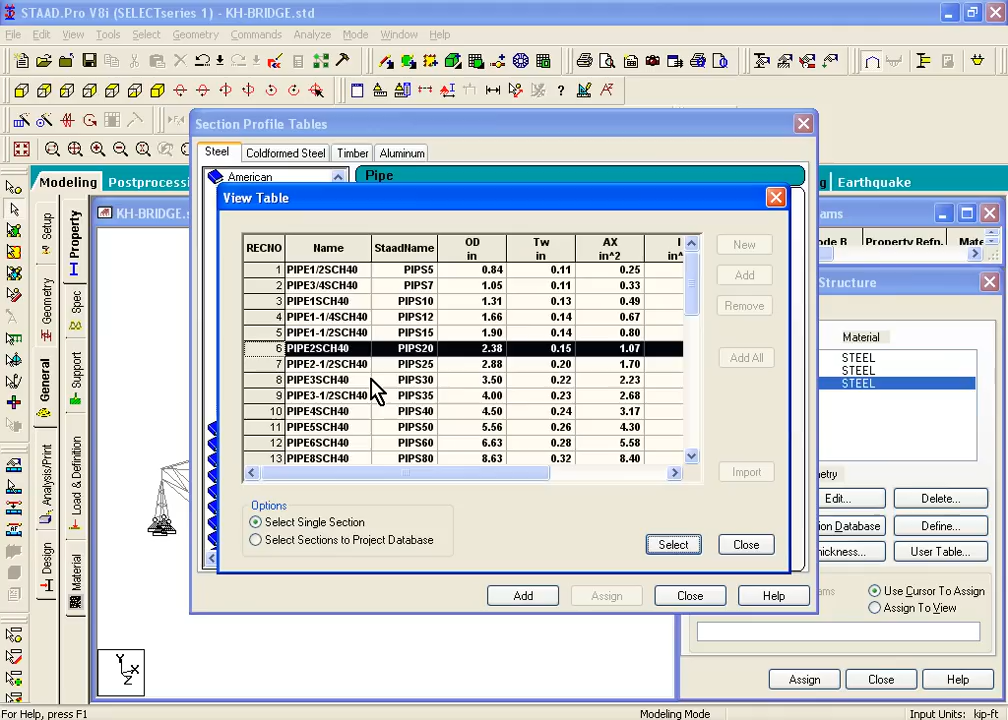 STAAD.Pro V8i (SELECTseries 1) - KH-BRIDGE.std
File Edit View Tools Select Geometry Commands Analyze Mode Window Help
Section Profile Tables
Steel Coldformed Steel Timber Aluminum
American Pipe
Modeling Postprocessi Earthquake
KH-BRIDGE.s
View Table
RECNO Name StaadName OD in Tw in AX in^2 I in^
1 PIPE1/2SCH40 PIPS5 0.84 0.11 0.25
2 PIPE3/4SCH40 PIPS7 1.05 0.11 0.33
3 PIPE1SCH40 PIPS10 1.31 0.13 0.49
4 PIPE1-1/4SCH40 PIPS12 1.66 0.14 0.67
5 PIPE1-1/2SCH40 PIPS15 1.90 0.14 0.80
6 PIPE2SCH40 PIPS20 2.38 0.15 1.07
7 PIPE2-1/2SCH40 PIPS25 2.88 0.20 1.70
8 PIPE3SCH40 PIPS30 3.50 0.22 2.23
9 PIPE3-1/2SCH40 PIPS35 4.00 0.23 2.68
10 PIPE4SCH40 PIPS40 4.50 0.24 3.17
11 PIPE5SCH40 PIPS50 5.56 0.26 4.30
12 PIPE6SCH40 PIPS60 6.63 0.28 5.58
13 PIPE8SCH40 PIPS80 8.63 0.32 8.40
New
Add
Remove
Add All
Import
Options
Select Single Section
Select Sections to Project Database
Select Close
Add Assign Close Help
Setup
Geometry
General
Analysis/Print
Design
Property
Spec
Support
Load & Definition
Material
ams
ode B Property Refn. Mate
Structure
Material
STEEL
STEEL
STEEL
metry
Edit... Delete...
on Database Define...
hickness... User Table...
ams Use Cursor To Assign
Assign To View
Assign Close Help
Y X Z
For Help, press F1 Modeling Mode Input Units: kip-ft